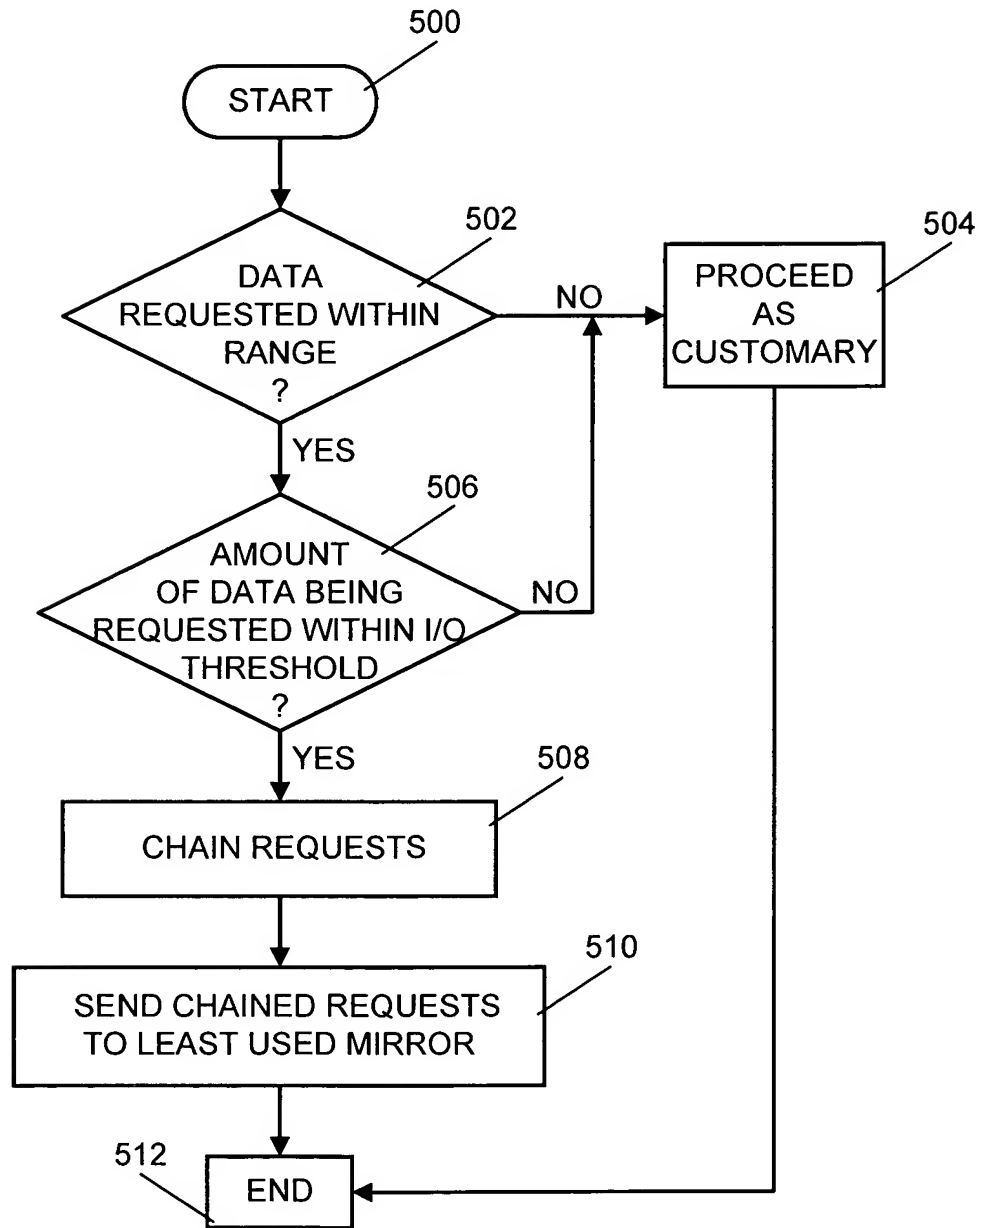 500
START
502
DATA
REQUESTED WITHIN
RANGE
?
NO
504
PROCEED
AS
CUSTOMARY
YES
506
AMOUNT
OF DATA BEING
REQUESTED WITHIN I/O
THRESHOLD
?
NO
YES
508
CHAIN REQUESTS
510
SEND CHAINED REQUESTS
TO LEAST USED MIRROR
512
END